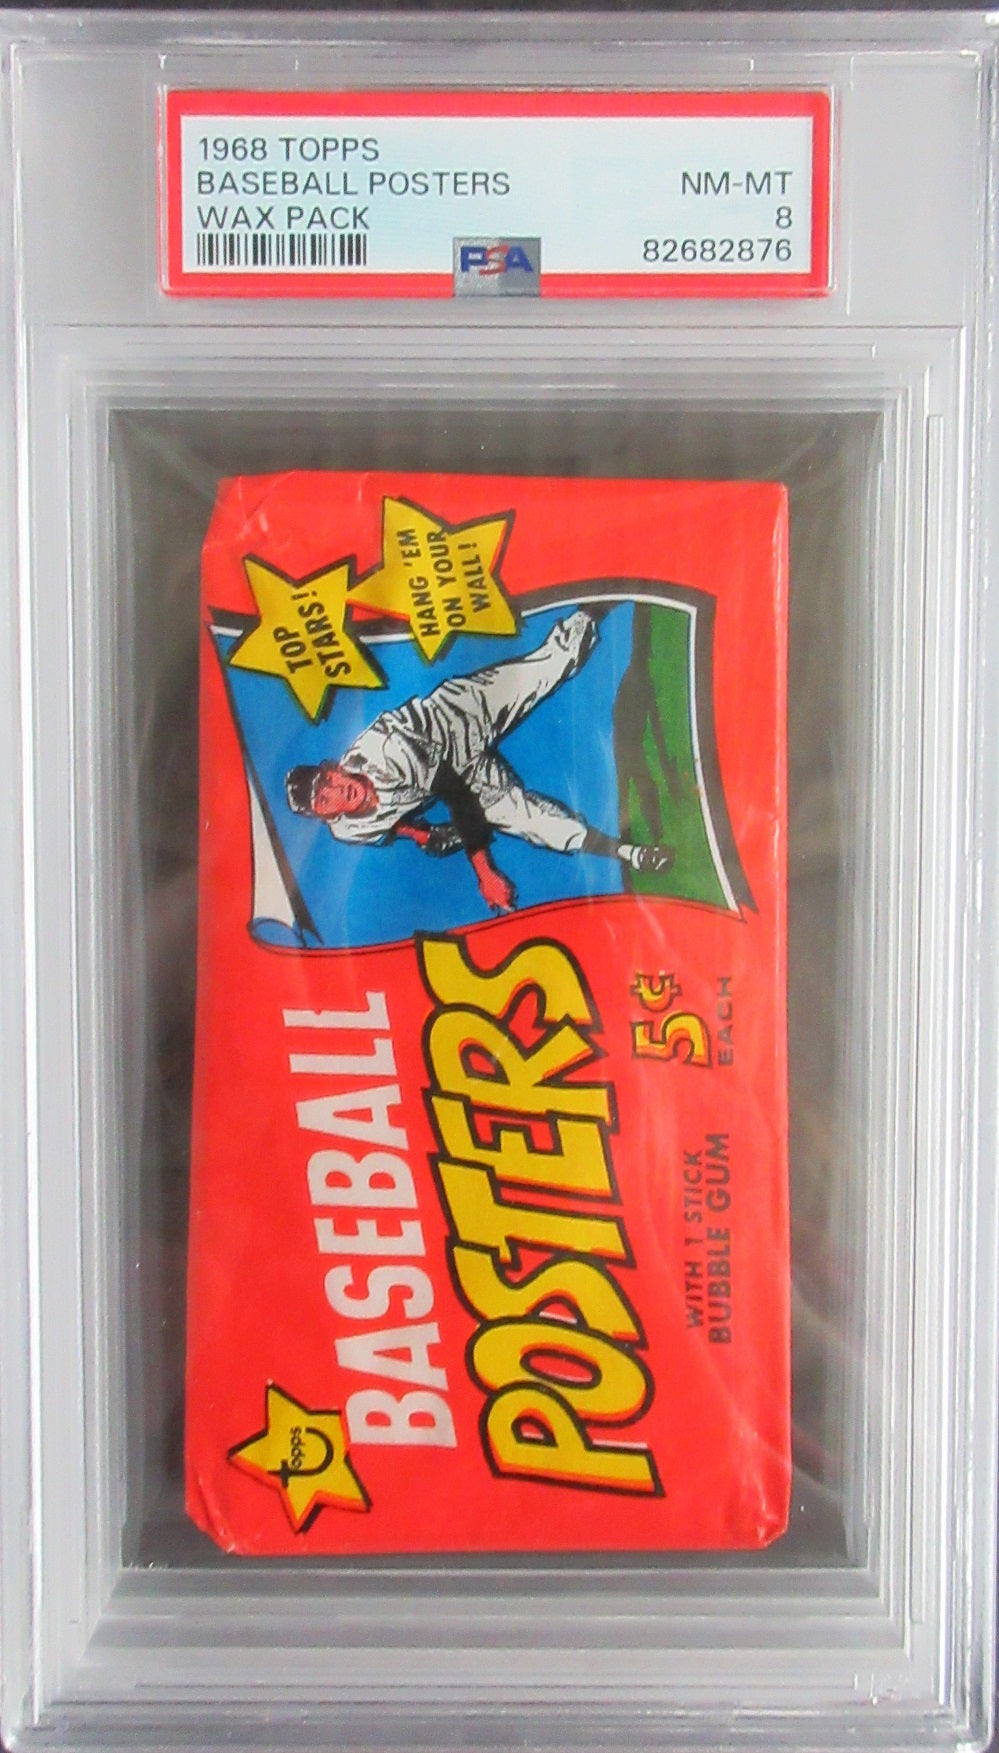 1968 TOPPS
BASEBALL POSTERS
WAX PACK
NM-MT
8
82682876
PSA
TOP
STARS!
HANG 'EM
ON YOUR
WALL!
Topps
BASEBALL
POSTERS
5¢
EACH
WITH 1 STICK
BUBBLE GUM